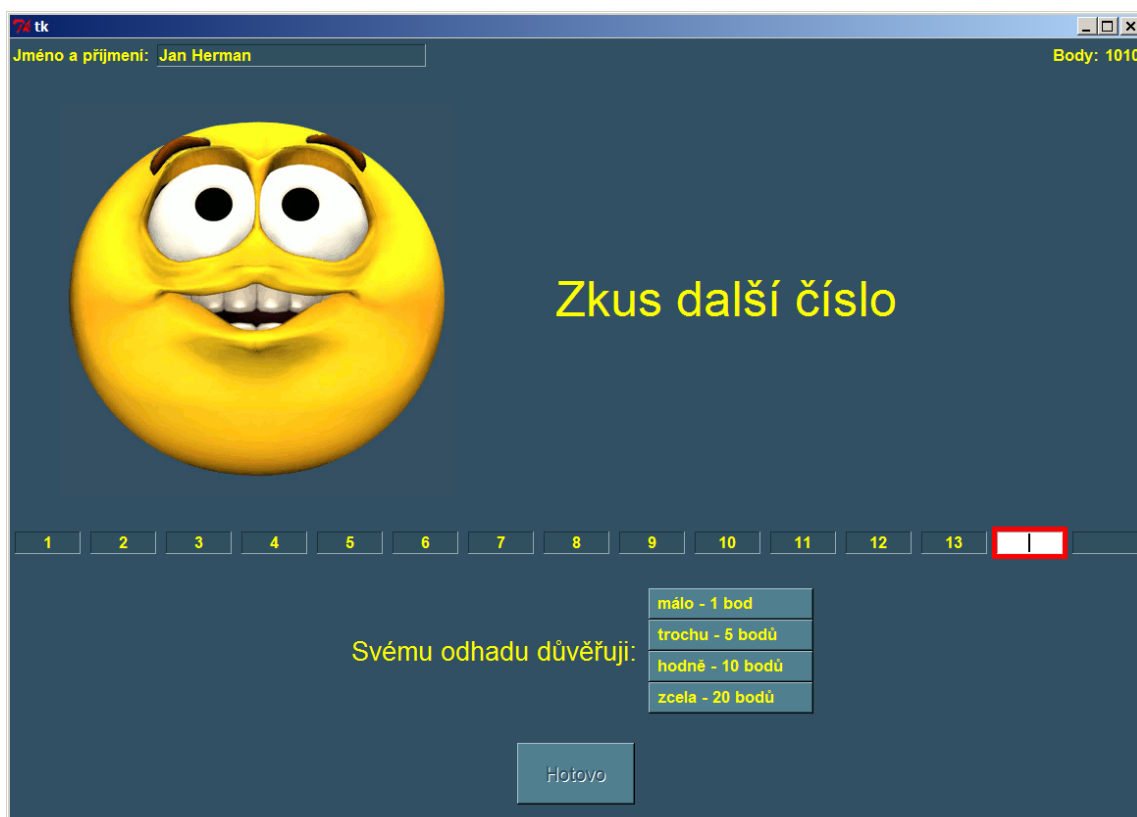 tk
Jméno a příjmení: Jan Herman Body: 1010
Zkus další číslo
1 2 3 4 5 6 7 8 9 10 11 12 13
málo - 1 bod
trochu - 5 bodů
Svému odhadu důvěřuji:
hodně - 10 bodů
zcela - 20 bodů
Hotovo